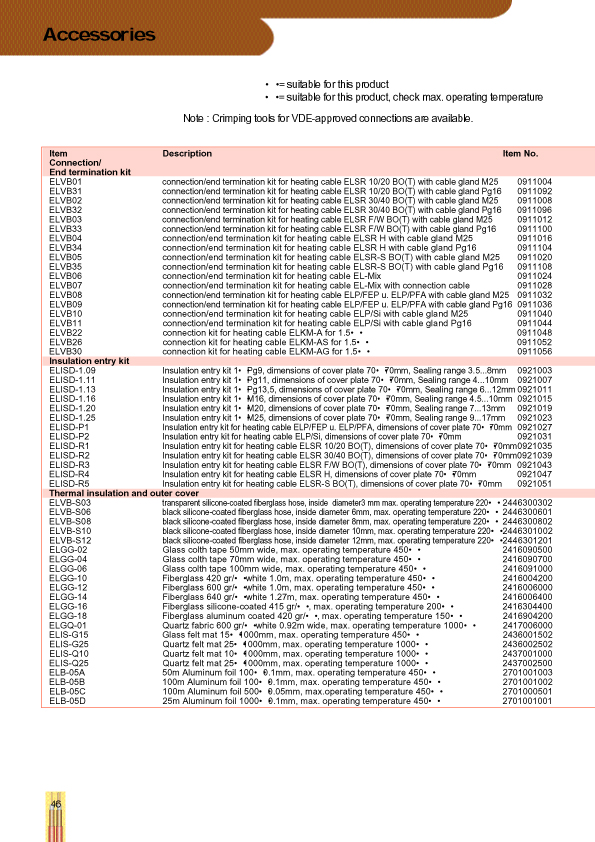 Accessories
• •= suitable for this product
• •= suitable for this product, check max. operating temperature
Note : Crimping tools for VDE-approved connections are available.
Item Description Item No.
Connection/
End termination kit
ELVB01 connection/end termination kit for heating cable ELSR 10/20 BO(T) with cable gland M25 0911004
ELVB31 connection/end termination kit for heating cable ELSR 10/20 BO(T) with cable gland Pg16 0911092
ELVB02 connection/end termination kit for heating cable ELSR 30/40 BO(T) with cable gland M25 0911008
ELVB32 connection/end termination kit for heating cable ELSR 30/40 BO(T) with cable gland Pg16 0911096
ELVB03 connection/end termination kit for heating cable ELSR F/W BO(T) with cable gland M25 0911012
ELVB33 connection/end termination kit for heating cable ELSR F/W BO(T) with cable gland Pg16 0911100
ELVB04 connection/end termination kit for heating cable ELSR H with cable gland M25 0911016
ELVB34 connection/end termination kit for heating cable ELSR H with cable gland Pg16 0911104
ELVB05 connection/end termination kit for heating cable ELSR-S BO(T) with cable gland M25 0911020
ELVB35 connection/end termination kit for heating cable ELSR-S BO(T) with cable gland Pg16 0911108
ELVB06 connection/end termination kit for heating cable EL-Mix 0911024
ELVB07 connection/end termination kit for heating cable EL-Mix with connection cable 0911028
ELVB08 connection/end termination kit for heating cable ELP/FEP u. ELP/PFA with cable gland M25 0911032
ELVB09 connection/end termination kit for heating cable ELP/FEP u. ELP/PFA with cable gland Pg16 0911036
ELVB10 connection/end termination kit for heating cable ELP/Si with cable gland M25 0911040
ELVB11 connection/end termination kit for heating cable ELP/Si with cable gland Pg16 0911044
ELVB22 connection kit for heating cable ELKM-A for 1.5• • 0911048
ELVB26 connection kit for heating cable ELKM-AS for 1.5• • 0911052
ELVB30 connection kit for heating cable ELKM-AG for 1.5• • 0911056
Insulation entry kit
ELISD-1.09 Insulation entry kit 1• Pg9, dimensions of cover plate 70• 70mm, Sealing range 3.5...8mm 0921003
ELISD-1.11 Insulation entry kit 1• Pg11, dimensions of cover plate 70• 70mm, Sealing range 4...10mm 0921007
ELISD-1.13 Insulation entry kit 1• Pg13,5, dimensions of cover plate 70• 70mm, Sealing range 6...12mm 0921011
ELISD-1.16 Insulation entry kit 1• M16, dimensions of cover plate 70• 70mm, Sealing range 4.5...10mm 0921015
ELISD-1.20 Insulation entry kit 1• M20, dimensions of cover plate 70• 70mm, Sealing range 7...13mm 0921019
ELISD-1.25 Insulation entry kit 1• M25, dimensions of cover plate 70• 70mm, Sealing range 9...17mm 0921023
ELISD-P1 Insulation entry kit for heating cable ELP/FEP u. ELP/PFA, dimensions of cover plate 70• 70mm 0921027
ELISD-P2 Insulation entry kit for heating cable ELP/Si, dimensions of cover plate 70• 70mm 0921031
ELISD-R1 Insulation entry kit for heating cable ELSR 10/20 BO(T), dimensions of cover plate 70• 70mm0921035
ELISD-R2 Insulation entry kit for heating cable ELSR 30/40 BO(T), dimensions of cover plate 70• 70mm0921039
ELISD-R3 Insulation entry kit for heating cable ELSR F/W BO(T), dimensions of cover plate 70• 70mm 0921043
ELISD-R4 Insulation entry kit for heating cable ELSR H, dimensions of cover plate 70• 70mm 0921047
ELISD-R5 Insulation entry kit for heating cable ELSR-S BO(T), dimensions of cover plate 70• 70mm 0921051
Thermal insulation and outer cover
ELVB-S03 transparent silicone-coated fiberglass hose, inside diameter3 mm max. operating temperature 220• • 2446300302
ELVB-S06 black silicone-coated fiberglass hose, inside diameter 6mm, max. operating temperature 220• • 2446300601
ELVB-S08 black silicone-coated fiberglass hose, inside diameter 8mm, max. operating temperature 220• • 2446300802
ELVB-S10 black silicone-coated fiberglass hose, inside diameter 10mm, max. operating temperature 220• •2446301002
ELVB-S12 black silicone-coated fiberglass hose, inside diameter 12mm, max. operating temperature 220• •2446301201
ELGG-02 Glass colth tape 50mm wide, max. operating temperature 450• • 2416090500
ELGG-04 Glass colth tape 70mm wide, max. operating temperature 450• • 2416090700
ELGG-06 Glass colth tape 100mm wide, max. operating temperature 450• • 2416091000
ELGG-10 Fiberglass 420 gr/• •white 1.0m, max. operating temperature 450• • 2416004200
ELGG-12 Fiberglass 600 gr/• •white 1.0m, max. operating temperature 450• • 2416006000
ELGG-14 Fiberglass 640 gr/• •white 1.27m, max. operating temperature 450• • 2416006400
ELGG-16 Fiberglass silicone-coated 415 gr/• •, max. operating temperature 200• • 2416304400
ELGG-18 Fiberglass aluminum coated 420 gr/• •, max. operating temperature 150• • 2416904200
ELGQ-01 Quartz fabric 600 gr/• •white 0.92m wide, max. operating temperature 1000• • 2417006000
ELIS-G15 Glass felt mat 15• 1000mm, max. operating temperature 450• • 2436001502
ELIS-G25 Quartz felt mat 25• 1000mm, max. operating temperature 1000• • 2436002502
ELIS-Q10 Quartz felt mat 10• 1000mm, max. operating temperature 1000• • 2437001000
ELIS-Q25 Quartz felt mat 25• 1000mm, max. operating temperature 1000• • 2437002500
ELB-05A 50m Aluminum foil 100• 0.1mm, max. operating temperature 450• • 2701001003
ELB-05B 100m Aluminum foil 100• 0.1mm, max. operating temperature 450• • 2701001002
ELB-05C 100m Aluminum foil 500• 0.05mm, max.operating temperature 450• • 2701000501
ELB-05D 25m Aluminum foil 1000• 0.1mm, max. operating temperature 450• • 2701001001
46